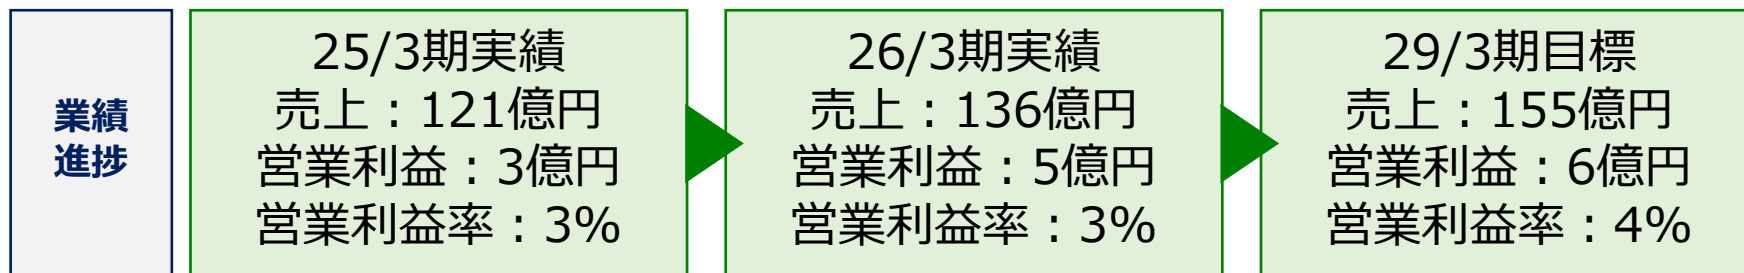 業績
進捗
25/3期実績
売上：121億円
営業利益：3億円
営業利益率：3%
26/3期実績
売上：136億円
営業利益：5億円
営業利益率：3%
29/3期目標
売上：155億円
営業利益：6億円
営業利益率：4%